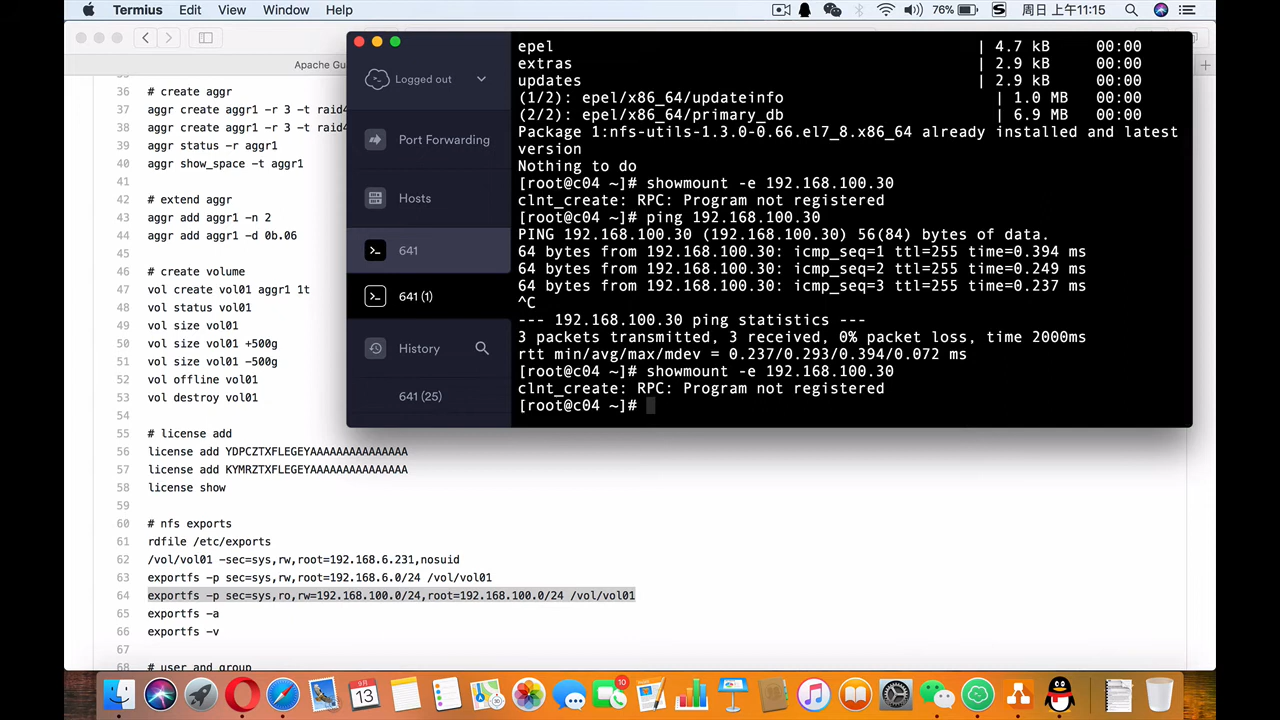 Termius Edit View Window Help
76% 周日 上午11:15
Apache Gu
36 # create aggr
37 aggr create aggr1 -r 3 -t raid4
38 aggr create aggr1 -r 3 -t raid4
39 aggr status -r aggr1
40 aggr show_space -t aggr1
41
42 # extend aggr
43 aggr add aggr1 -n 2
44 aggr add aggr1 -d 0b.06
45
46 # create volume
47 vol create vol01 aggr1 1t
48 vol status vol01
49 vol size vol01
50 vol size vol01 +500g
51 vol size vol01 -500g
52 vol offline vol01
53 vol destroy vol01
54
55 # license add
56 license add YDPCZTXFLEGEYAAAAAAAAAAAAAAA
57 license add KYMRZTXFLEGEYAAAAAAAAAAAAAAA
58 license show
59
60 # nfs exports
61 rdfile /etc/exports
62 /vol/vol01 -sec=sys,rw,root=192.168.6.231,nosuid
63 exportfs -p sec=sys,rw,root=192.168.6.0/24 /vol/vol01
64 exportfs -p sec=sys,ro,rw=192.168.100.0/24,root=192.168.100.0/24 /vol/vol01
65 exportfs -a
66 exportfs -v
67
68 # user and group
Logged out
Port Forwarding
Hosts
641
641 (1)
History
641 (25)
epel | 4.7 kB 00:00
extras | 2.9 kB 00:00
updates | 2.9 kB 00:00
(1/2): epel/x86_64/updateinfo | 1.0 MB 00:00
(2/2): epel/x86_64/primary_db | 6.9 MB 00:00
Package 1:nfs-utils-1.3.0-0.66.el7_8.x86_64 already installed and latest
version
Nothing to do
[root@c04 ~]# showmount -e 192.168.100.30
clnt_create: RPC: Program not registered
[root@c04 ~]# ping 192.168.100.30
PING 192.168.100.30 (192.168.100.30) 56(84) bytes of data.
64 bytes from 192.168.100.30: icmp_seq=1 ttl=255 time=0.394 ms
64 bytes from 192.168.100.30: icmp_seq=2 ttl=255 time=0.249 ms
64 bytes from 192.168.100.30: icmp_seq=3 ttl=255 time=0.237 ms
^C
--- 192.168.100.30 ping statistics ---
3 packets transmitted, 3 received, 0% packet loss, time 2000ms
rtt min/avg/max/mdev = 0.237/0.293/0.394/0.072 ms
[root@c04 ~]# showmount -e 192.168.100.30
clnt_create: RPC: Program not registered
[root@c04 ~]#
9月
13
10